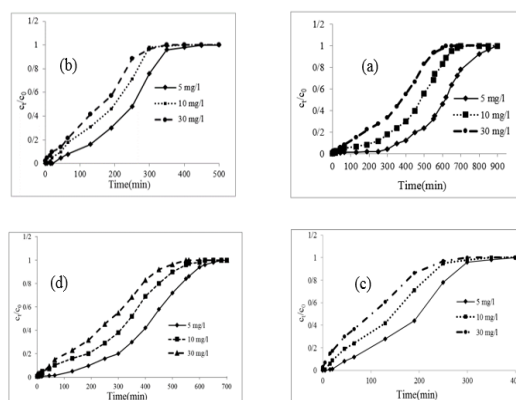 1/2
1
0/8
0/6
0/4
0/2
0
cₜ/c₀
(b)
5 mg/l
10 mg/l
30 mg/l
0 100 200 300 400 500
Time(min)
1/2
1
0/8
0/6
0/4
0/2
0
cₜ/c₀
(a)
5 mg/l
10 mg/l
30 mg/l
0 100 200 300 400 500 600 700 800 900
Time(min)
1/2
1
0/8
0/6
0/4
0/2
0
cₜ/c₀
(d)
5 mg/l
10 mg/l
30 mg/l
0 100 200 300 400 500 600 700
Time(min)
1/2
1
0/8
0/6
0/4
0/2
0
cₜ/c₀
(c)
5 mg/l
10 mg/l
30 mg/l
0 100 200 300
Time(min)